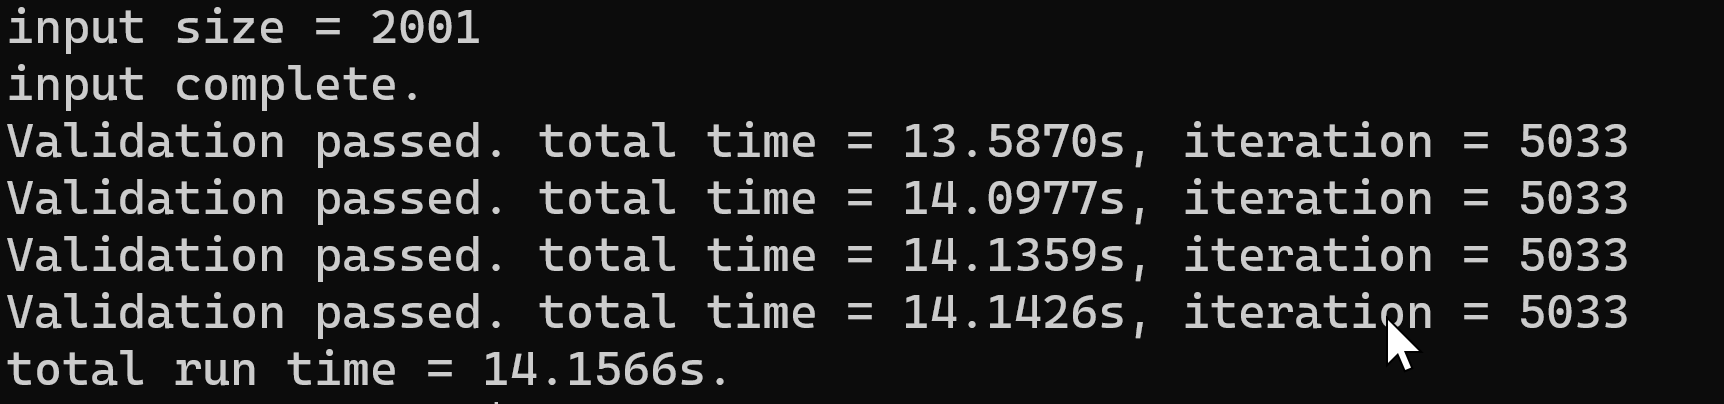 input size = 2001
input complete.
Validation passed. total time = 13.5870s, iteration = 5033
Validation passed. total time = 14.0977s, iteration = 5033
Validation passed. total time = 14.1359s, iteration = 5033
Validation passed. total time = 14.1426s, iteration = 5033
total run time = 14.1566s.